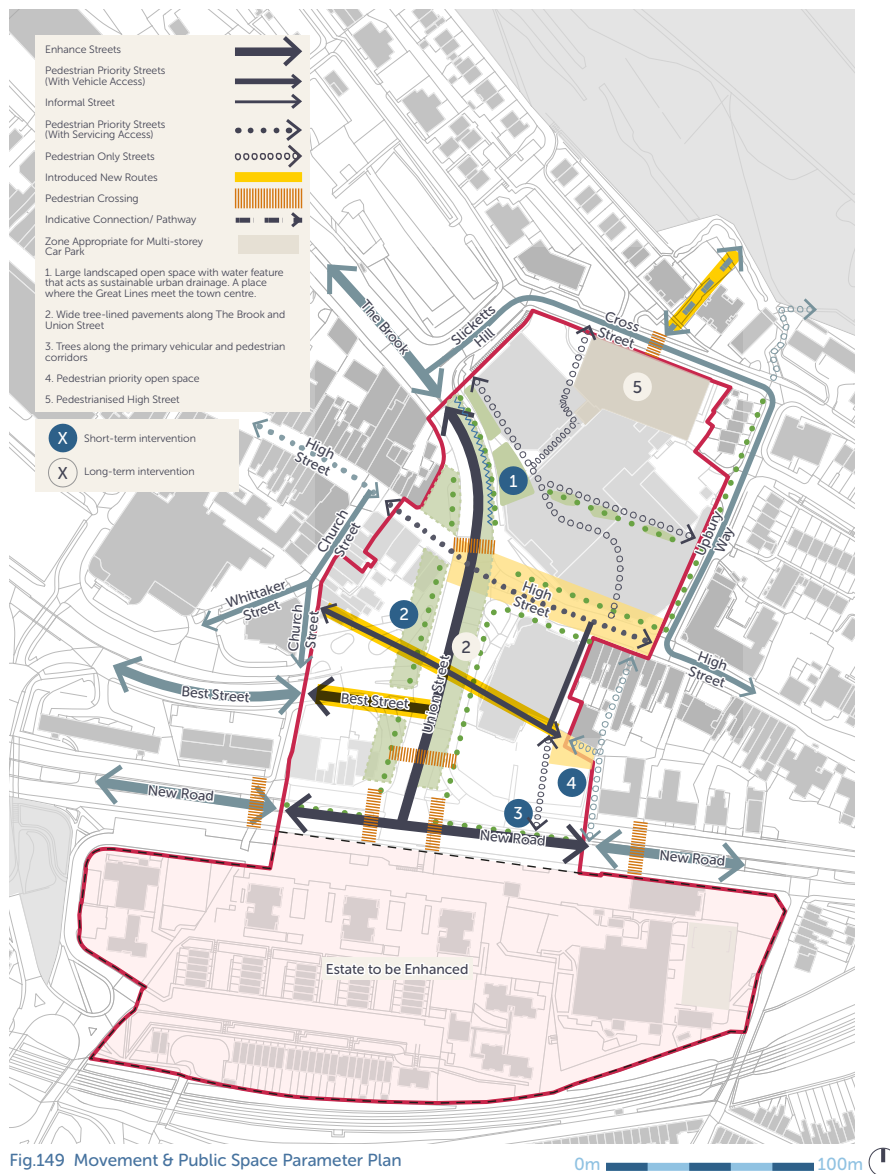 Enhance Streets
Pedestrian Priority Streets
(With Vehicle Access)
Informal Street
Pedestrian Priority Streets
(With Servicing Access)
Pedestrian Only Streets
Introduced New Routes
Pedestrian Crossing
Indicative Connection/ Pathway
Zone Appropriate for Multi-storey
Car Park
1. Large landscaped open space with water feature
that acts as sustainable urban drainage. A place
where the Great Lines meet the town centre.
2. Wide tree-lined pavements along The Brook and
Union Street
3. Trees along the primary vehicular and pedestrian
corridors
4. Pedestrian priority open space
5. Pedestrianised High Street
X Short-term intervention
X Long-term intervention
The Brook
Slicketts
Hill
Cross
Street
5
High
Street
1
Church
Street
Upbury
Way
Whittaker
Street
High
Street
2
Church
Street
2
High
Street
Best Street
Best Street
Union Street
4
New Road
3
New Road
New Road
Estate to be Enhanced
Fig.149 Movement & Public Space Parameter Plan
0m
100m